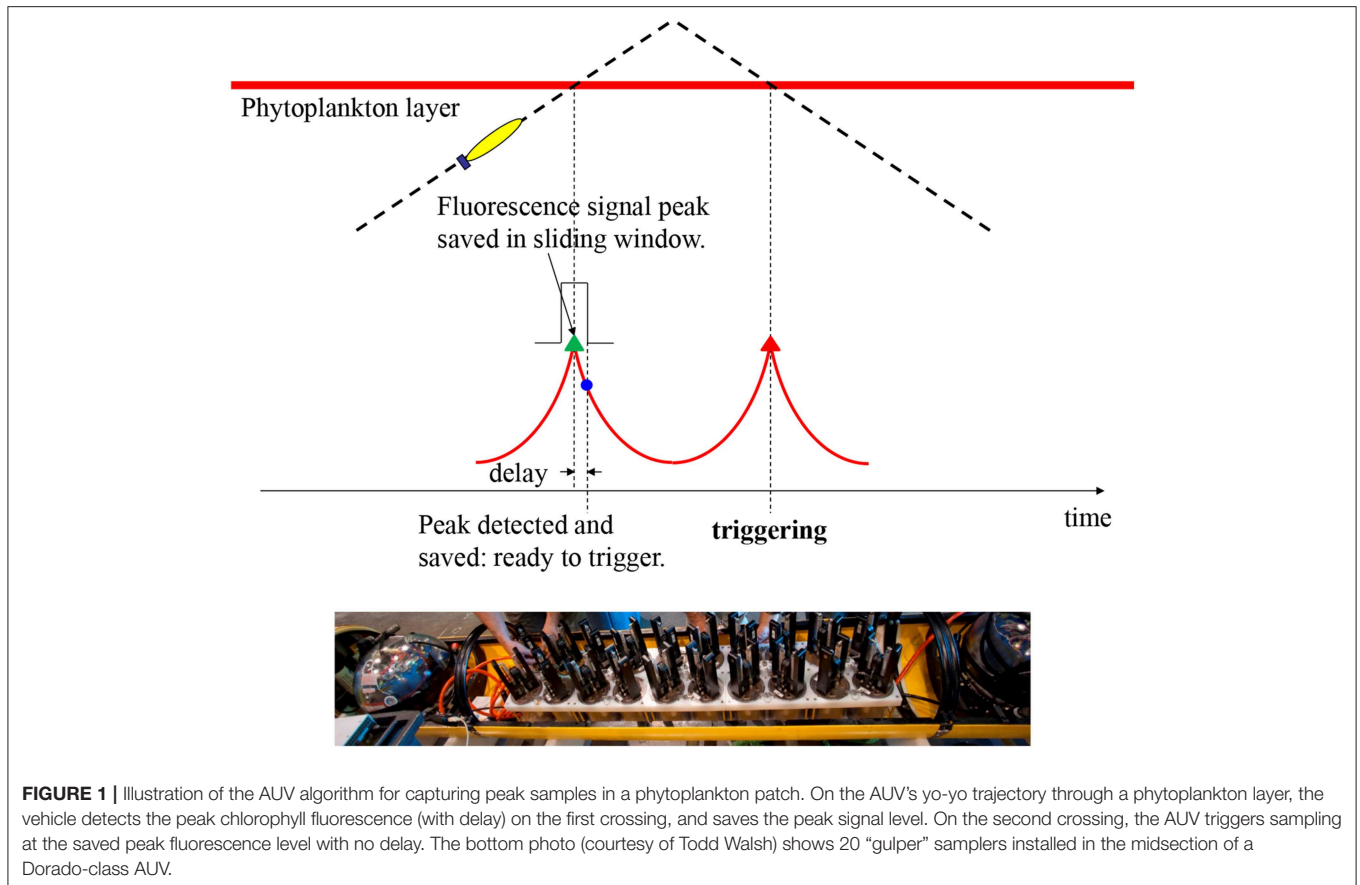 Phytoplankton layer
Fluorescence signal peak
saved in sliding window.
delay
time
Peak detected and
saved: ready to trigger.
triggering
FIGURE 1 | Illustration of the AUV algorithm for capturing peak samples in a phytoplankton patch. On the AUV's yo-yo trajectory through a phytoplankton layer, the
vehicle detects the peak chlorophyll fluorescence (with delay) on the first crossing, and saves the peak signal level. On the second crossing, the AUV triggers sampling
at the saved peak fluorescence level with no delay. The bottom photo (courtesy of Todd Walsh) shows 20 “gulper” samplers installed in the midsection of a
Dorado-class AUV.